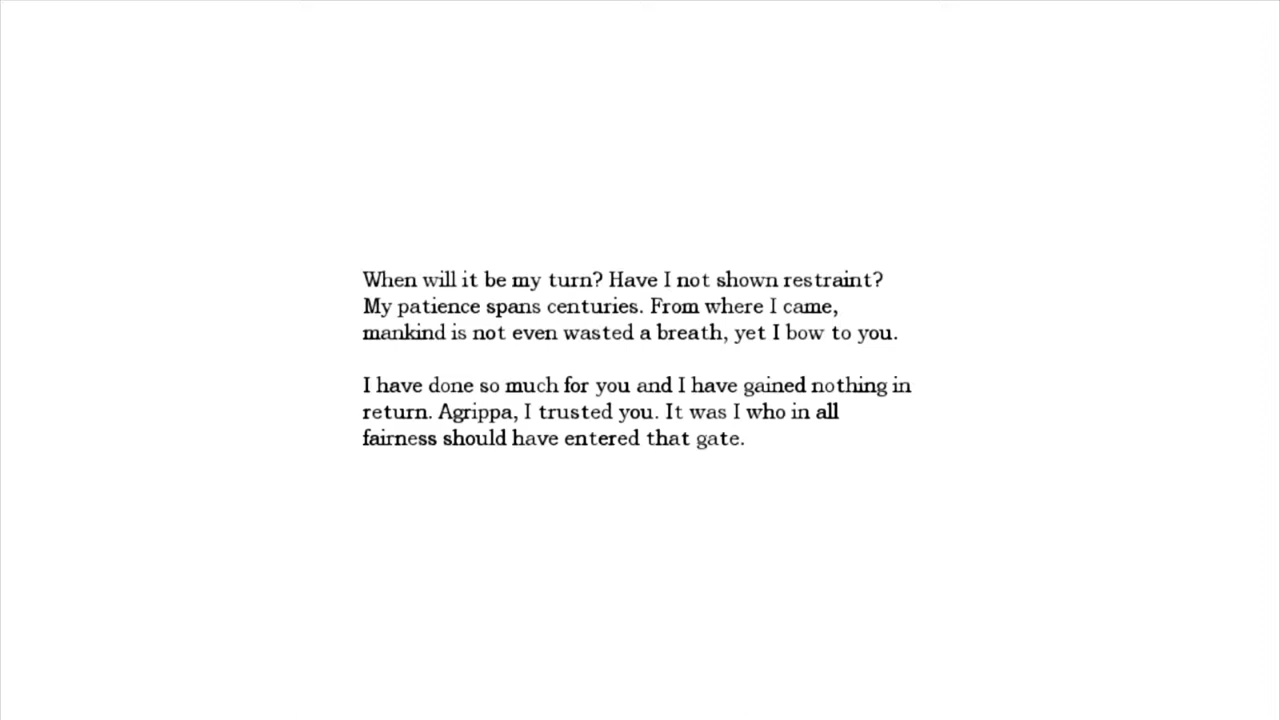 When will it be my turn? Have I not shown restraint?
My patience spans centuries. From where I came,
mankind is not even wasted a breath, yet I bow to you.
I have done so much for you and I have gained nothing in
return. Agrippa, I trusted you. It was I who in all
fairness should have entered that gate.